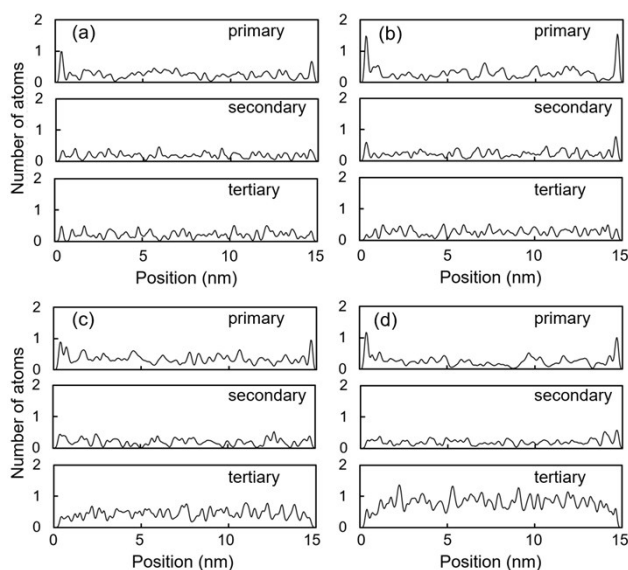 (a) primary
2
1
0
secondary
2
1
0
tertiary
2
1
0
0 5 10 15
Position (nm)
Number of atoms
(b) primary
2
1
0
secondary
2
1
0
tertiary
2
1
0
0 5 10 15
Position (nm)
(c) primary
2
1
0
secondary
2
1
0
tertiary
2
1
0
0 5 10 15
Position (nm)
Number of atoms
(d) primary
2
1
0
secondary
2
1
0
tertiary
2
1
0
0 5 10 15
Position (nm)